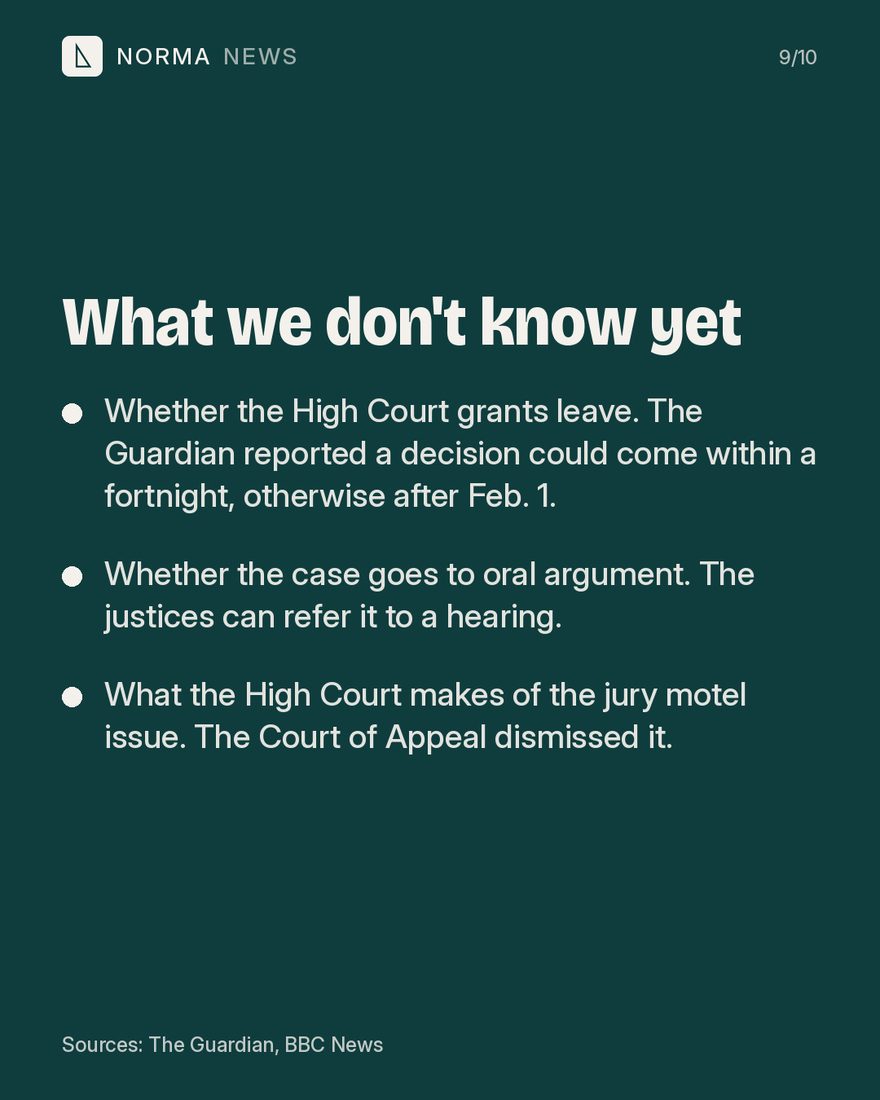 NORMA NEWS
9/10
What we don't know yet
Whether the High Court grants leave. The
Guardian reported a decision could come within a
fortnight, otherwise after Feb. 1.
Whether the case goes to oral argument. The
justices can refer it to a hearing.
What the High Court makes of the jury motel
issue. The Court of Appeal dismissed it.
Sources: The Guardian, BBC News